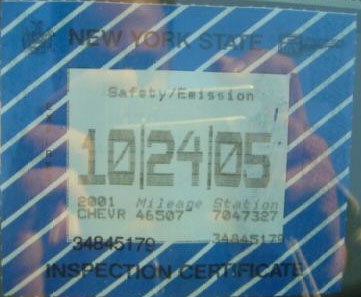 NEW YORK STATE
Safety/Emission
10|24|05
2001 Mileage Station
CHEVR 46507 7047327
34845179 34845179
INSPECTION CERTIFICATE